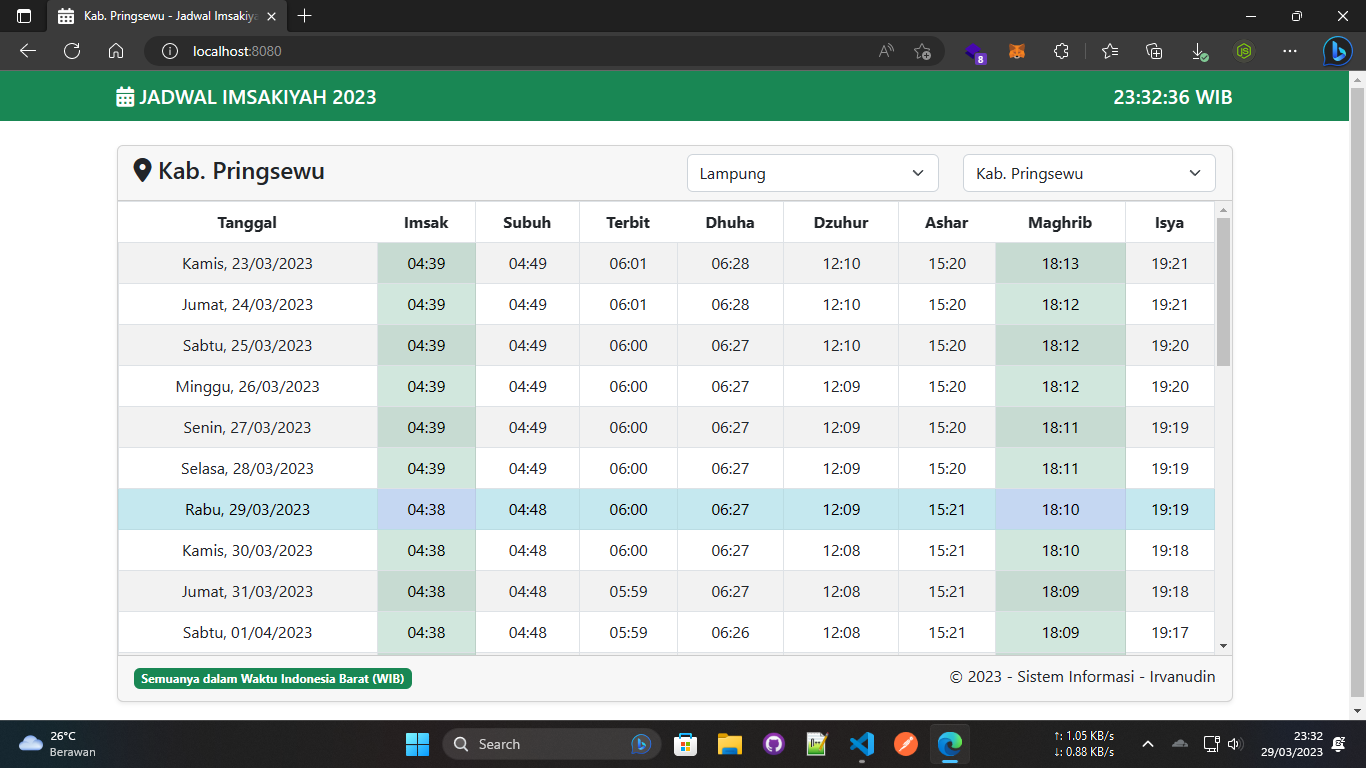 Kab. Pringsewu - Jadwal Imsakiya
localhost:8080
8
JADWAL IMSAKIYAH 2023 23:32:36 WIB
Kab. Pringsewu Lampung Kab. Pringsewu
Tanggal Imsak Subuh Terbit Dhuha Dzuhur Ashar Maghrib Isya
Kamis, 23/03/2023 04:39 04:49 06:01 06:28 12:10 15:20 18:13 19:21
Jumat, 24/03/2023 04:39 04:49 06:01 06:28 12:10 15:20 18:12 19:21
Sabtu, 25/03/2023 04:39 04:49 06:00 06:27 12:10 15:20 18:12 19:20
Minggu, 26/03/2023 04:39 04:49 06:00 06:27 12:09 15:20 18:12 19:20
Senin, 27/03/2023 04:39 04:49 06:00 06:27 12:09 15:20 18:11 19:19
Selasa, 28/03/2023 04:39 04:49 06:00 06:27 12:09 15:20 18:11 19:19
Rabu, 29/03/2023 04:38 04:48 06:00 06:27 12:09 15:21 18:10 19:19
Kamis, 30/03/2023 04:38 04:48 06:00 06:27 12:08 15:21 18:10 19:18
Jumat, 31/03/2023 04:38 04:48 05:59 06:27 12:08 15:21 18:09 19:18
Sabtu, 01/04/2023 04:38 04:48 05:59 06:26 12:08 15:21 18:09 19:17
Semuanya dalam Waktu Indonesia Barat (WIB) © 2023 - Sistem Informasi - Irvanudin
26°C
Berawan
Search
↑: 1.05 KB/s
↓: 0.88 KB/s
23:32
29/03/2023